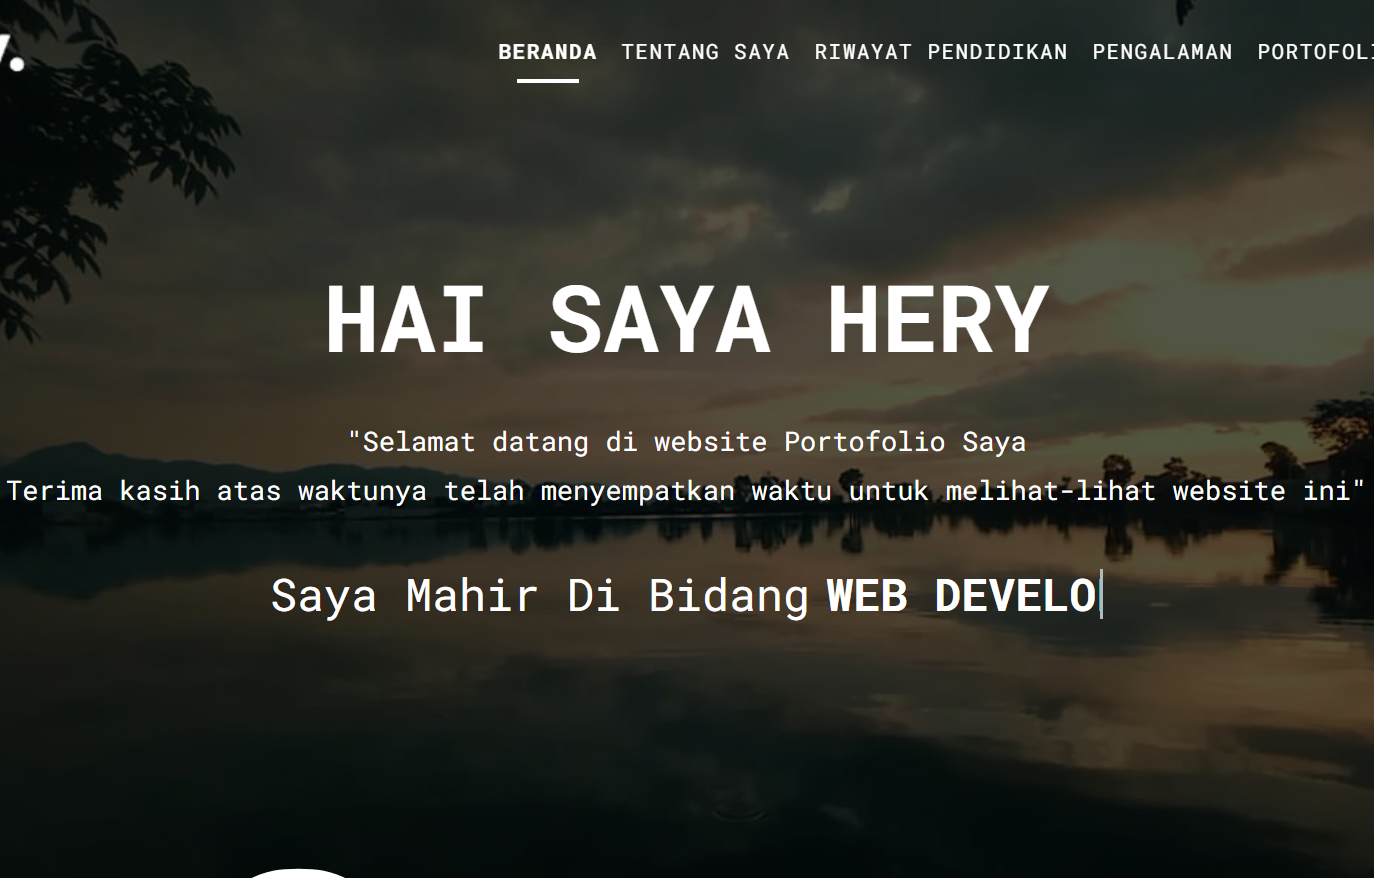 BERANDA TENTANG SAYA RIWAYAT PENDIDIKAN PENGALAMAN
HAI SAYA HERY
"Selamat datang di website Portofolio Saya
Terima kasih atas waktunya telah menyempatkan waktu untuk melihat-lihat website ini"
Saya Mahir Di Bidang WEB DEVELO